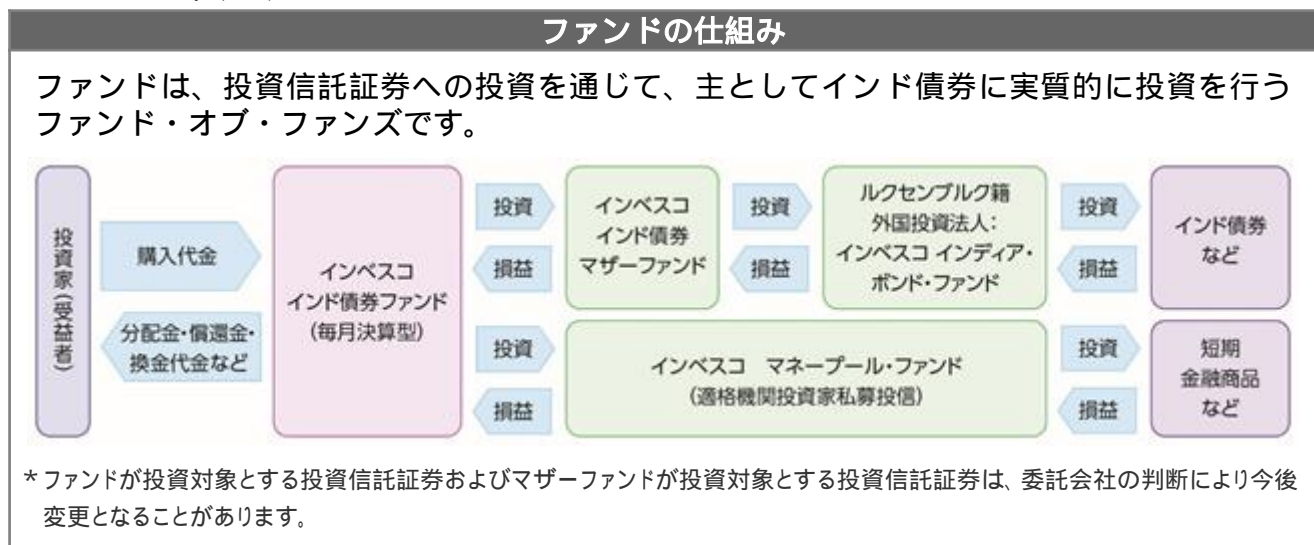 ファンドの仕組み
ファンドは、投資信託証券への投資を通じて、主としてインド債券に実質的に投資を行う
ファンド・オブ・ファンズです。
投資家(受益者)
購入代金
分配金・償還金・
換金代金など
インベスコ
インド債券ファンド
(毎月決算型)
投資
損益
インベスコ
インド債券
マザーファンド
投資
損益
ルクセンブルク籍
外国投資法人:
インベスコ インディア・
ボンド・ファンド
投資
損益
インド債券
など
投資
損益
インベスコ マネープール・ファンド
(適格機関投資家私募投信)
投資
損益
短期
金融商品
など
*ファンドが投資対象とする投資信託証券およびマザーファンドが投資対象とする投資信託証券は、委託会社の判断により今後
変更となることがあります。